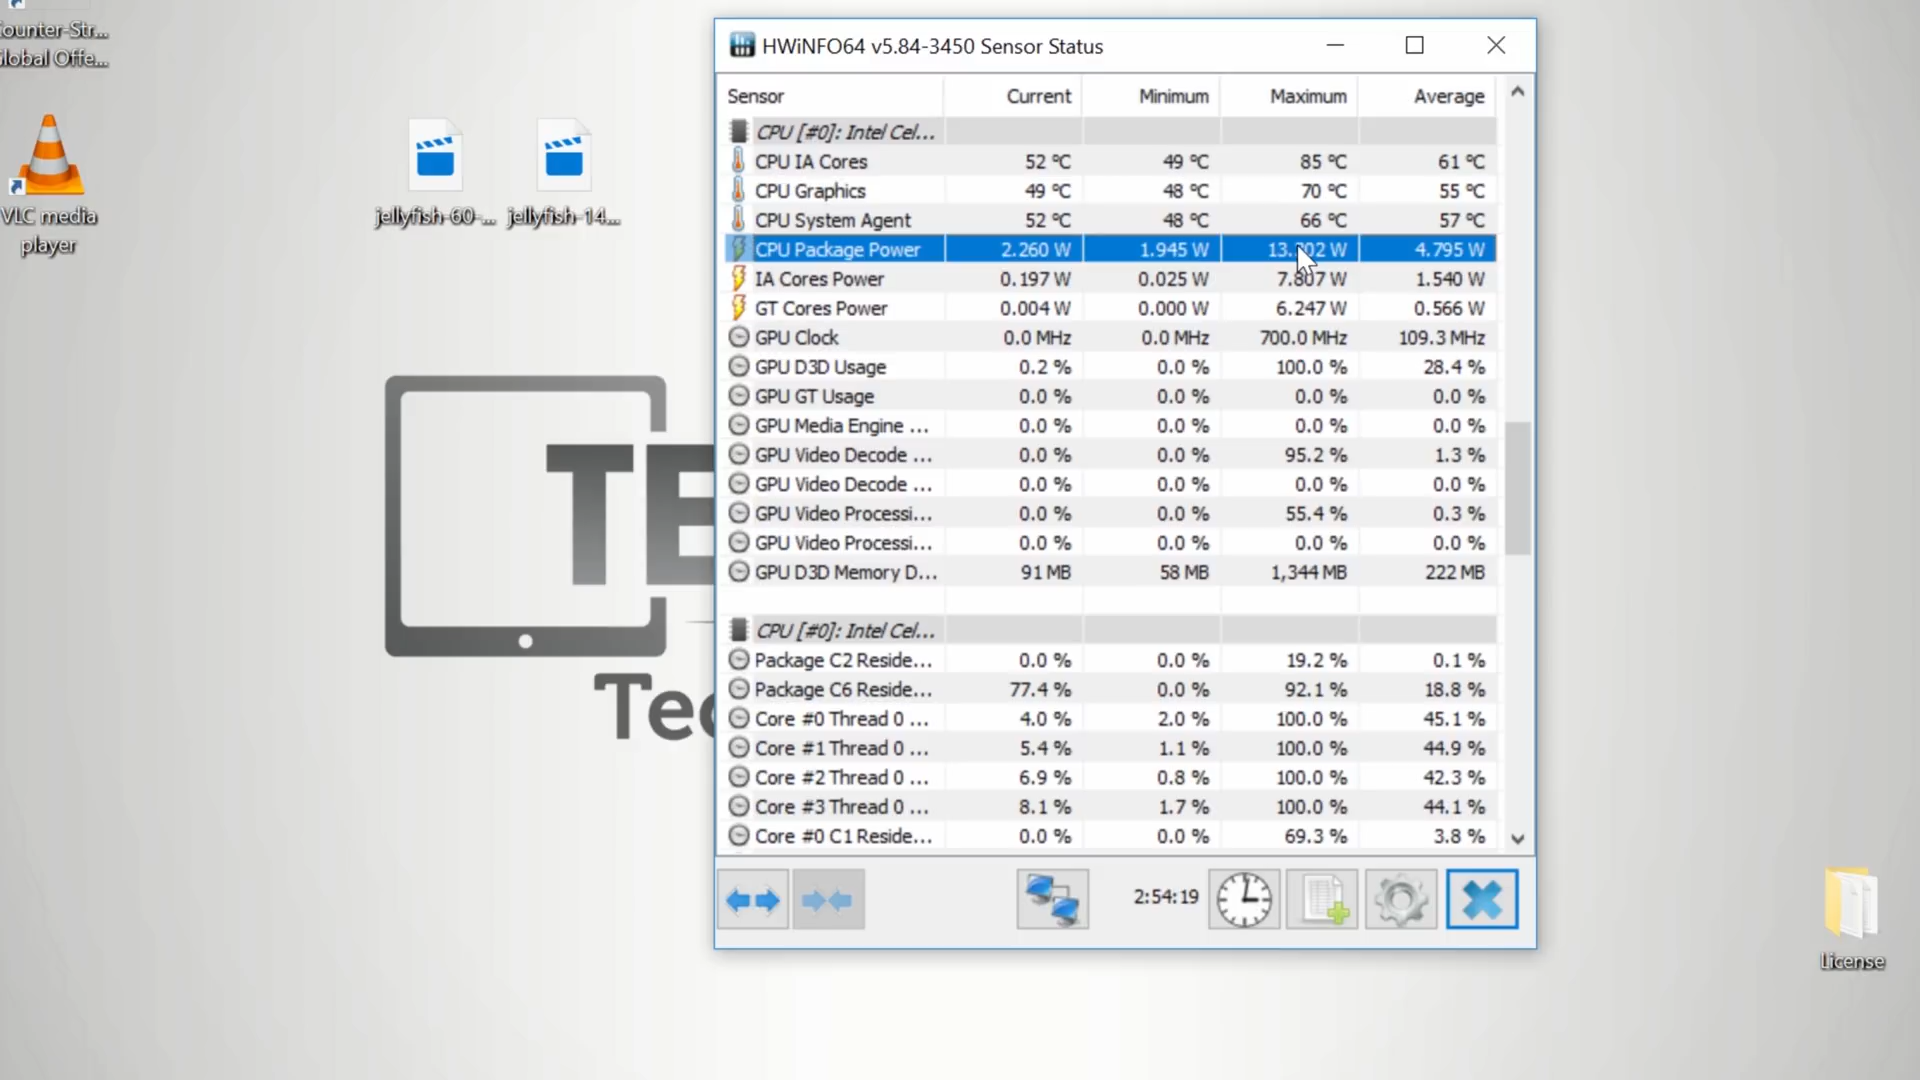 ounter-Str...
lobal Offe...
VLC media
player
jellyfish-60-...
jellyfish-14...
TE
Tec
License
HWiNFO64 v5.84-3450 Sensor Status
Sensor Current Minimum Maximum Average
CPU [#0]: Intel Cel...
CPU IA Cores 52 °C 49 °C 85 °C 61 °C
CPU Graphics 49 °C 48 °C 70 °C 55 °C
CPU System Agent 52 °C 48 °C 66 °C 57 °C
CPU Package Power 2.260 W 1.945 W W 4.795 W
IA Cores Power 0.197 W 0.025 W 7.807 W 1.540 W
GT Cores Power 0.004 W 0.000 W 6.247 W 0.566 W
GPU Clock 0.0 MHz 0.0 MHz 700.0 MHz 109.3 MHz
GPU D3D Usage 0.2 % 0.0 % 100.0 % 28.4 %
GPU GT Usage 0.0 % 0.0 % 0.0 % 0.0 %
GPU Media Engine ... 0.0 % 0.0 % 0.0 % 0.0 %
GPU Video Decode ... 0.0 % 0.0 % 95.2 % 1.3 %
GPU Video Decode ... 0.0 % 0.0 % 0.0 % 0.0 %
GPU Video Processi... 0.0 % 0.0 % 55.4 % 0.3 %
GPU Video Processi... 0.0 % 0.0 % 0.0 % 0.0 %
GPU D3D Memory D... 91 MB 58 MB 1,344 MB 222 MB
CPU [#0]: Intel Cel...
Package C2 Reside... 0.0 % 0.0 % 19.2 % 0.1 %
Package C6 Reside... 77.4 % 0.0 % 92.1 % 18.8 %
Core #0 Thread 0 ... 4.0 % 2.0 % 100.0 % 45.1 %
Core #1 Thread 0 ... 5.4 % 1.1 % 100.0 % 44.9 %
Core #2 Thread 0 ... 6.9 % 0.8 % 100.0 % 42.3 %
Core #3 Thread 0 ... 8.1 % 1.7 % 100.0 % 44.1 %
Core #0 C1 Reside... 0.0 % 0.0 % 69.3 % 3.8 %
2:54:19